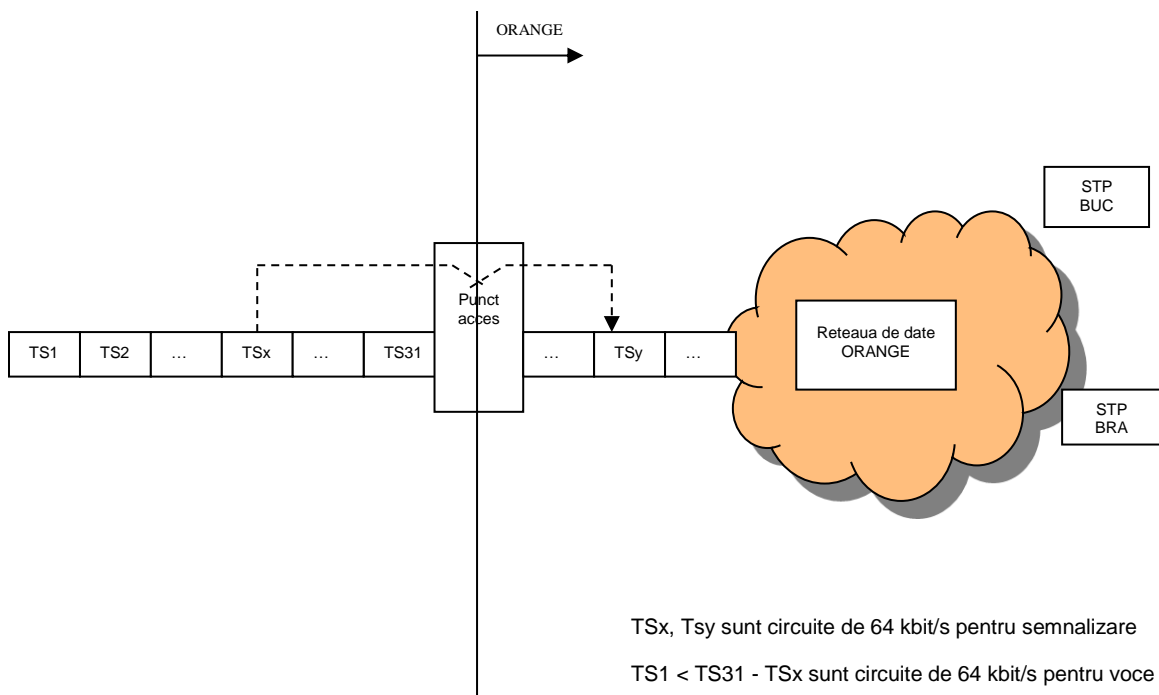 ORANGE
STP
BUC
Punct
acces
TS1 TS2 … TSx … TS31 … TSy …
Reteaua de date
ORANGE
STP
BRA
TSx, Tsy sunt circuite de 64 kbit/s pentru semnalizare
TS1 < TS31 - TSx sunt circuite de 64 kbit/s pentru voce